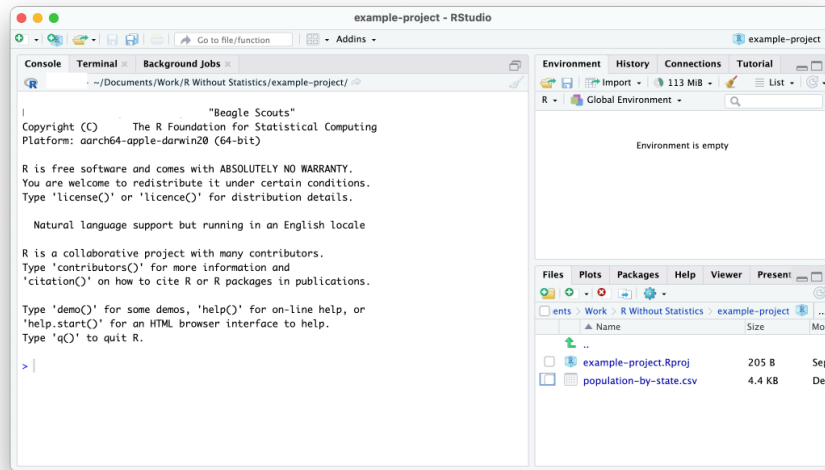 example-project - RStudio
Go to file/function
Addins
example-project
Console Terminal Background Jobs
R ~/Documents/Work/R Without Statistics/example-project/
"Beagle Scouts"
Copyright (C) The R Foundation for Statistical Computing
Platform: aarch64-apple-darwin20 (64-bit)
R is free software and comes with ABSOLUTELY NO WARRANTY.
You are welcome to redistribute it under certain conditions.
Type 'license()' or 'licence()' for distribution details.
Natural language support but running in an English locale
R is a collaborative project with many contributors.
Type 'contributors()' for more information and
'citation()' on how to cite R or R packages in publications.
Type 'demo()' for some demos, 'help()' for on-line help, or
'help.start()' for an HTML browser interface to help.
Type 'q()' to quit R.
>
Environment History Connections Tutorial
Import 113 MiB List
R Global Environment
Environment is empty
Files Plots Packages Help Viewer Present
ents > Work > R Without Statistics > example-project R ...
Name Size Mo
..
example-project.Rproj 205 B Sep
population-by-state.csv 4.4 KB De